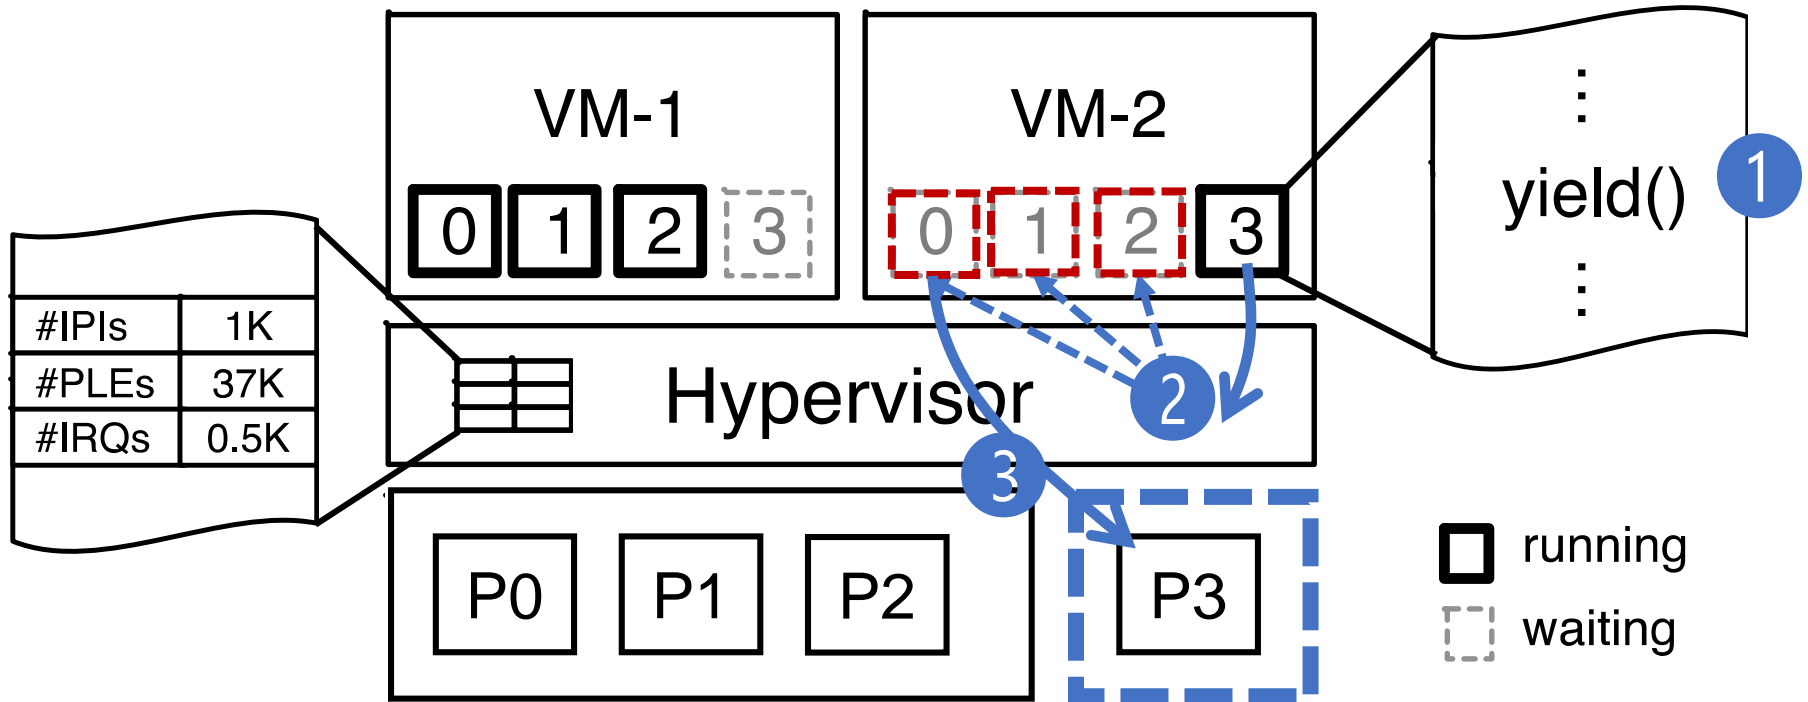 VM-1
0 1 2 3
VM-2
0 1 2 3
⋮
yield()
⋮
1
#IPIs 1K
#PLEs 37K
#IRQs 0.5K
Hypervisor
2
3
P0 P1 P2 P3
running
waiting